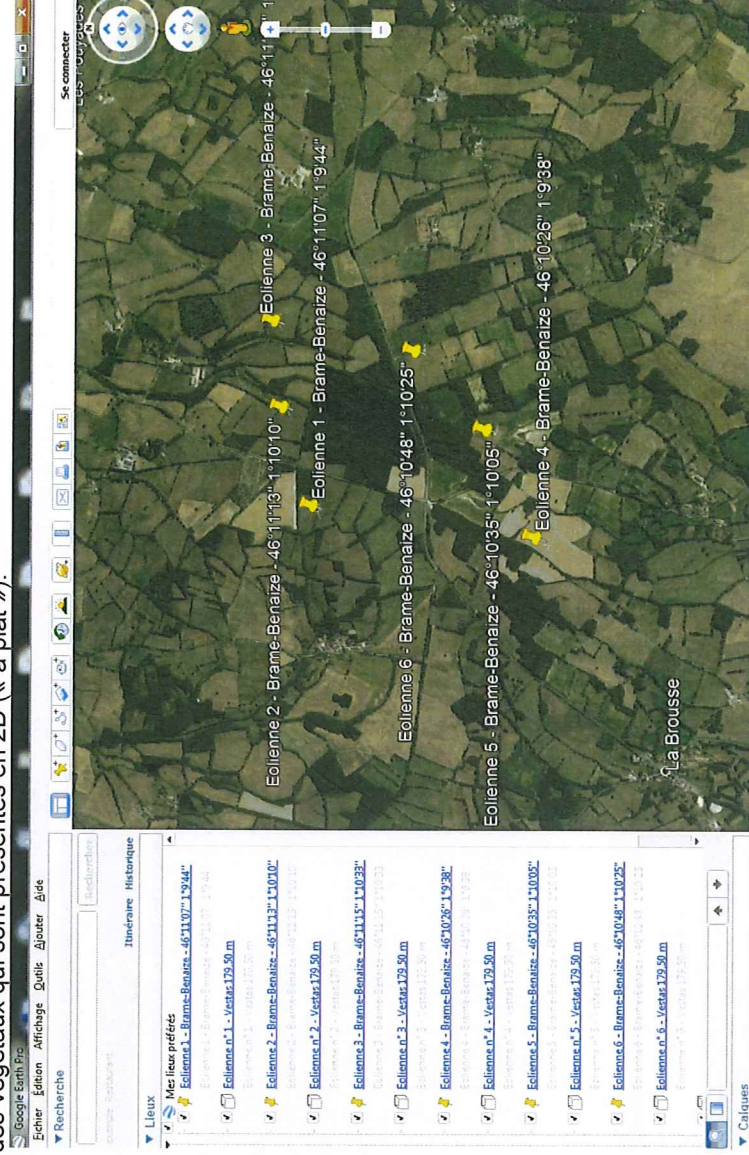 des végétaux qui sont présentés en 2D (« à plat »).
Google Earth Pro
Fichier Édition Affichage Outils Ajouter Aide
▼ Recherche
Rechercher
Itinéraire Historique
▼ Lieux
Mes lieux préférés
Eolienne 1 - Brame-Benaize - 46°11'07" 1°9'44"
Eolienne n° 1 - Vestas 179.50 m
Eolienne 2 - Brame-Benaize - 46°11'13" 1°10'10"
Eolienne n° 2 - Vestas 179.50 m
Eolienne 3 - Brame-Benaize - 46°11'15" 1°10'33"
Eolienne n° 3 - Vestas 179.50 m
Eolienne 4 - Brame-Benaize - 46°10'26" 1°9'38"
Eolienne n° 4 - Vestas 179.50 m
Eolienne 5 - Brame-Benaize - 46°10'35" 1°10'05"
Eolienne n° 5 - Vestas 179.50 m
Eolienne 6 - Brame-Benaize - 46°10'48" 1°10'25"
Eolienne n° 6 - Vestas 179.50 m
▼ Calques
Se connecter
Les Pouyades
N
Eolienne 3 - Brame-Benaize - 46°11'
Eolienne 2 - Brame-Benaize - 46°11'13" 1°10'10"
Eolienne 1 - Brame-Benaize - 46°11'07" 1°9'44"
Eolienne 6 - Brame-Benaize - 46°10'48" 1°10'25"
Eolienne 5 - Brame-Benaize - 46°10'35" 1°10'05"
Eolienne 4 - Brame-Benaize - 46°10'26" 1°9'38"
La Brousse